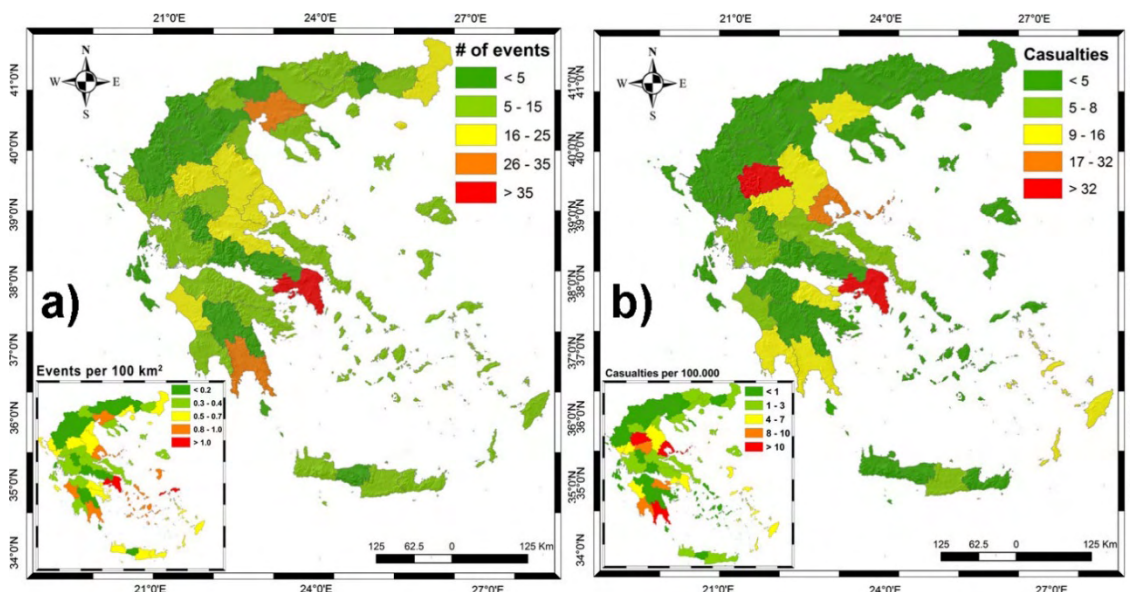 21°0'E 24°0'E 27°0'E
21°0'E 24°0'E 27°0'E
41°0'N
40°0'N
39°0'N
38°0'N
37°0'N
36°0'N
35°0'N
34°0'N
N
W E
S
# of events
< 5
5 - 15
16 - 25
26 - 35
> 35
a)
Events per 100 km²
< 0.2
0.3 - 0.4
0.5 - 0.7
0.8 - 1.0
> 1.0
125 62.5 0 125 Km
41°0'N
40°0'N
39°0'N
38°0'N
37°0'N
36°0'N
35°0'N
34°0'N
N
W E
S
Casualties
< 5
5 - 8
9 - 16
17 - 32
> 32
b)
Casualties per 100.000
< 1
1 - 3
4 - 7
8 - 10
> 10
125 62.5 0 125 Km
21°0'E 24°0'E 27°0'E
21°0'E 24°0'E 27°0'E